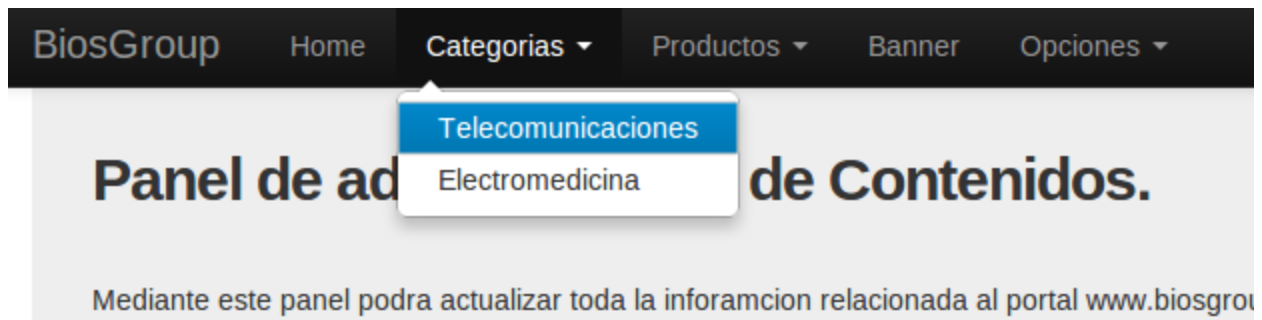 BiosGroup Home Categorias Productos Banner Opciones
Telecomunicaciones
Electromedicina
Panel de ad de Contenidos.
Mediante este panel podra actualizar toda la inforamcion relacionada al portal www.biosgrou